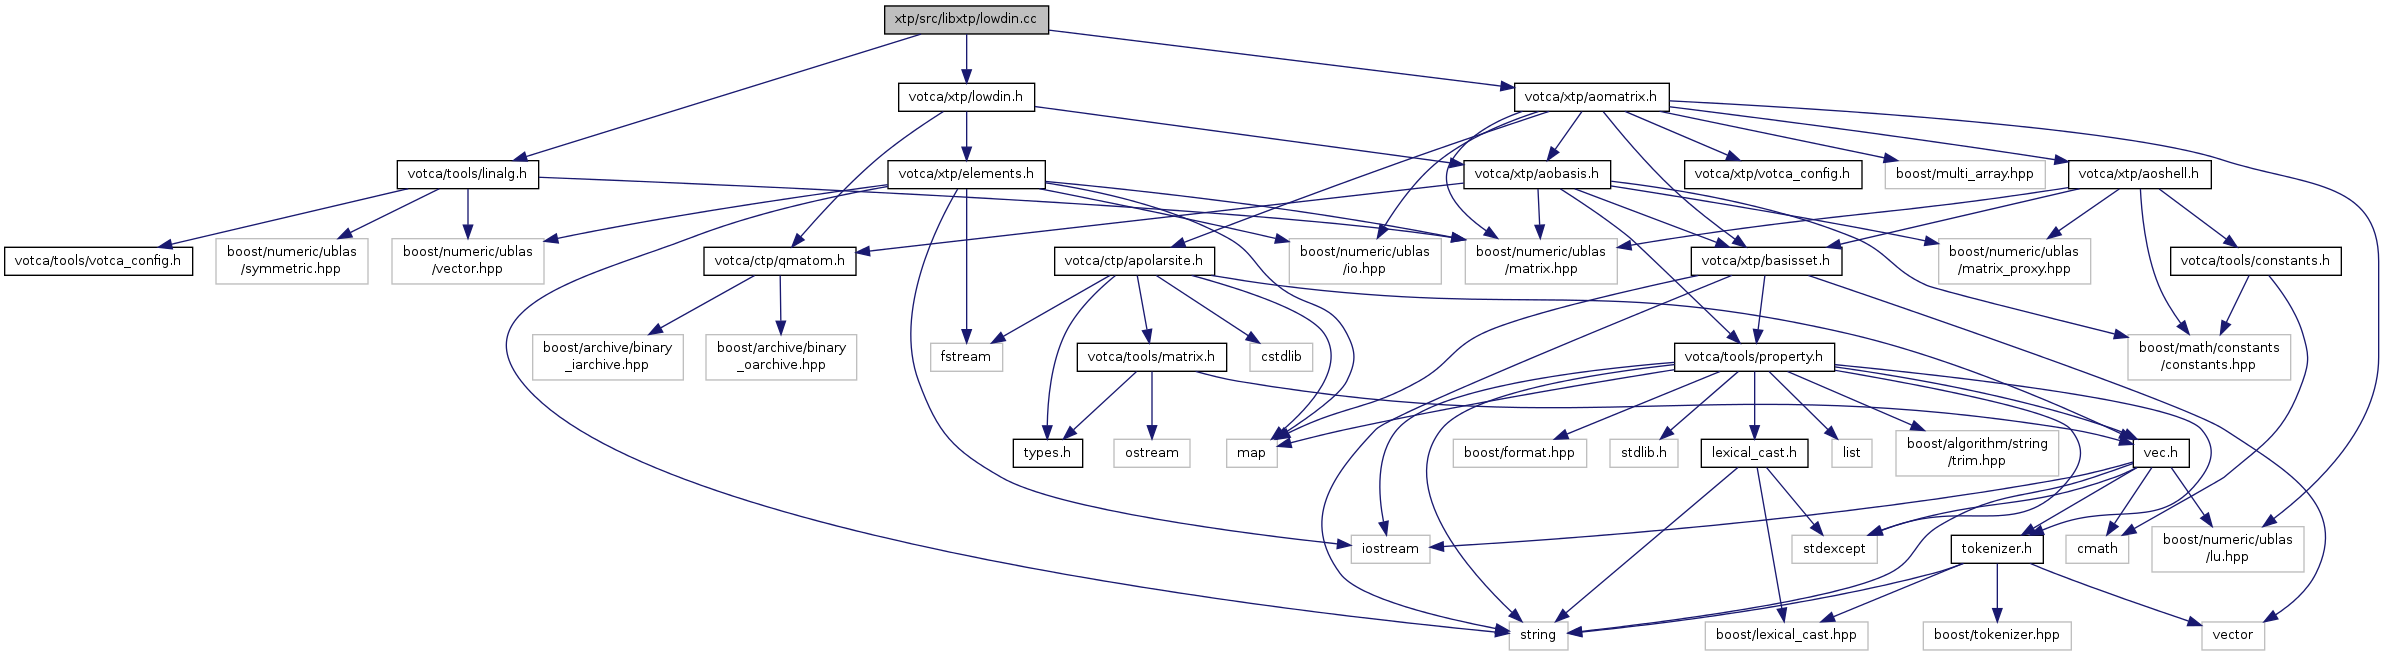 xtp/src/libxtp/lowdin.cc
votca/xtp/lowdin.h
votca/xtp/aomatrix.h
votca/tools/linalg.h
votca/xtp/elements.h
votca/xtp/aobasis.h
votca/xtp/votca_config.h
boost/multi_array.hpp
votca/xtp/aoshell.h
votca/tools/votca_config.h
boost/numeric/ublas
/symmetric.hpp
boost/numeric/ublas
/vector.hpp
votca/ctp/qmatom.h
votca/ctp/apolarsite.h
boost/numeric/ublas
/io.hpp
boost/numeric/ublas
/matrix.hpp
votca/xtp/basisset.h
boost/numeric/ublas
/matrix_proxy.hpp
votca/tools/constants.h
boost/archive/binary
_iarchive.hpp
boost/archive/binary
_oarchive.hpp
fstream
votca/tools/matrix.h
cstdlib
votca/tools/property.h
boost/math/constants
/constants.hpp
types.h
ostream
map
boost/format.hpp
stdlib.h
lexical_cast.h
list
boost/algorithm/string
/trim.hpp
vec.h
iostream
stdexcept
tokenizer.h
cmath
boost/numeric/ublas
/lu.hpp
string
boost/lexical_cast.hpp
boost/tokenizer.hpp
vector